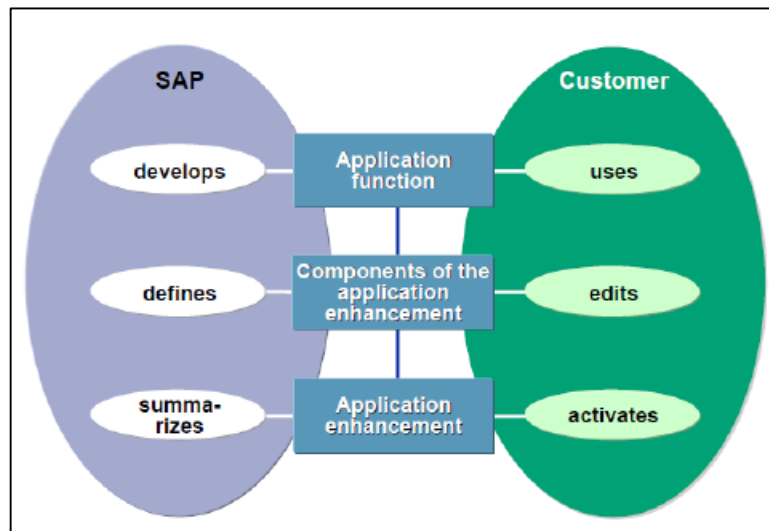 SAP
Customer
develops
Application
function
uses
defines
Components of the
application
enhancement
edits
summa-
rizes
Application
enhancement
activates